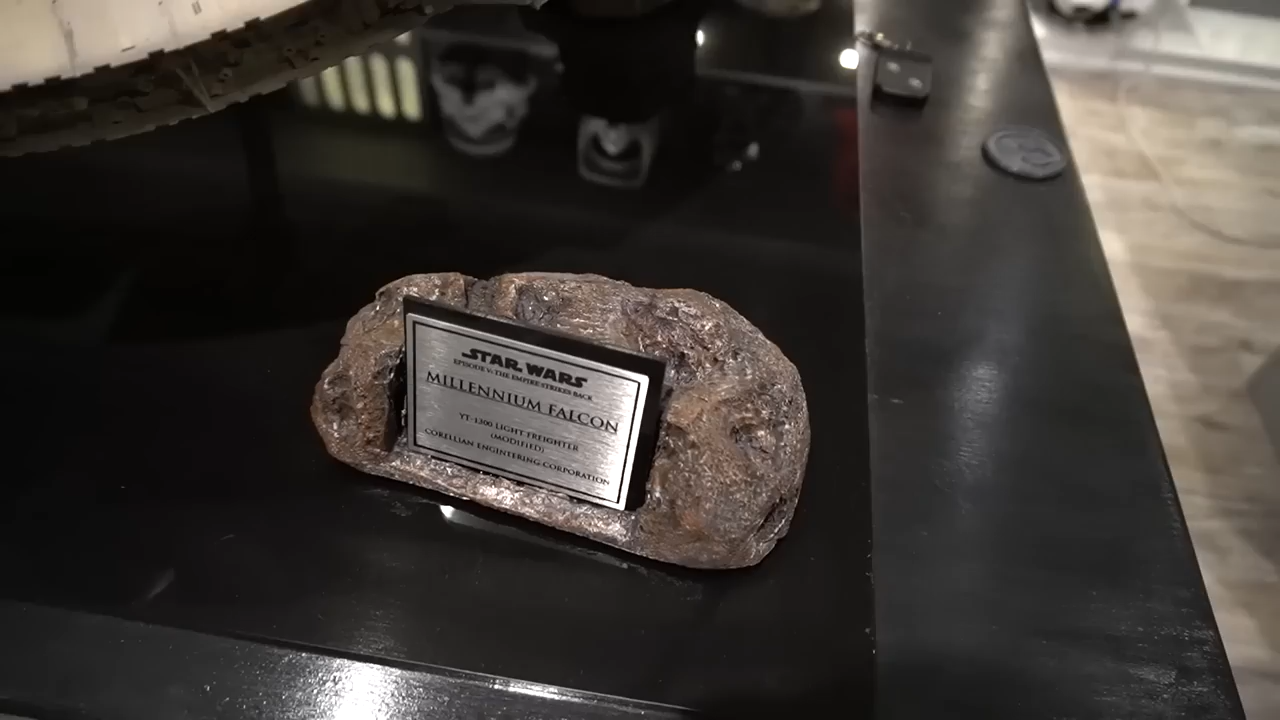 STAR WARS
EPISODE V: THE EMPIRE STRIKES BACK
MILLENNIUM FALCON
YT-1300 LIGHT FREIGHTER
(MODIFIED)
CORELLIAN ENGINEERING CORPORATION